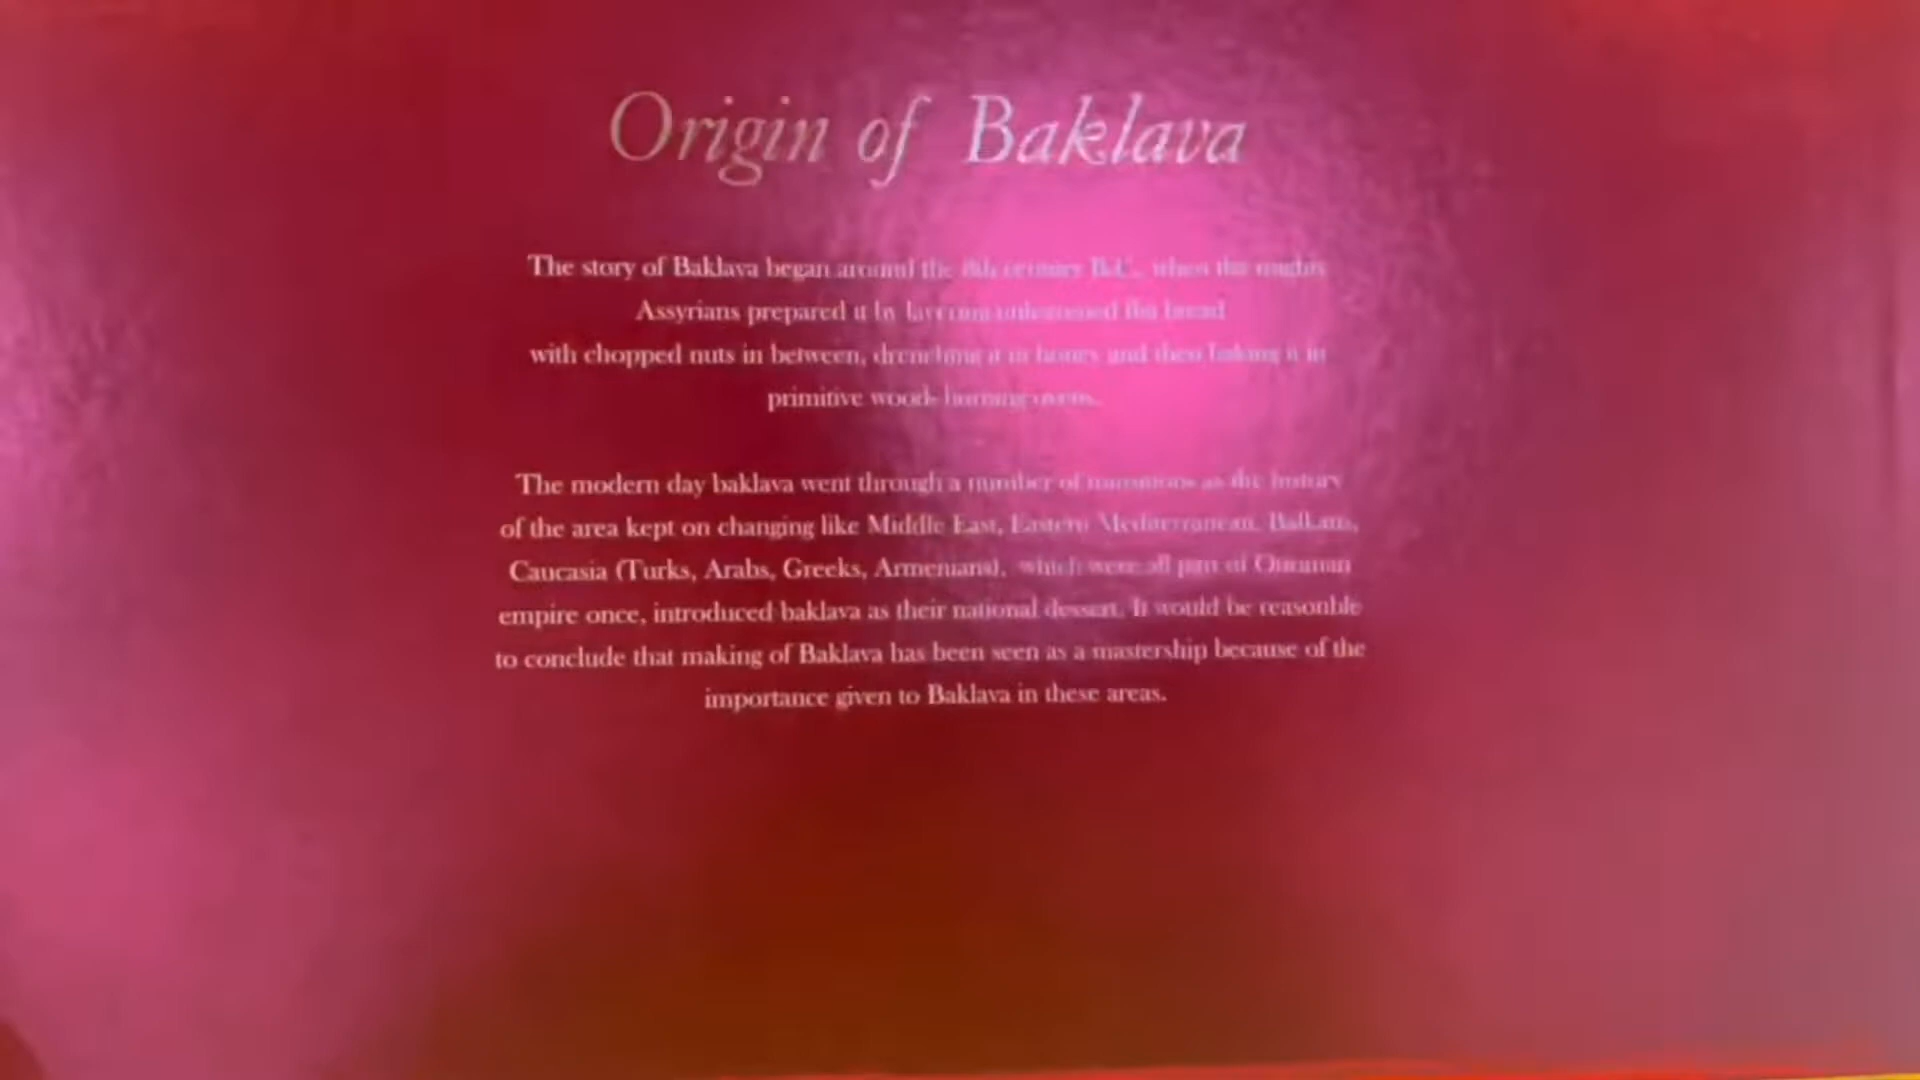 Origin of Baklava
The story of Baklava began around the 8th century B.C., when the mighty
Assyrians prepared it by layering unleavened flat bread
with chopped nuts in between, drenching it in honey and then baking it in
primitive wood- burning ovens.
The modern day baklava went through a number of as the history
of the area kept on changing like Middle East, Eastern Mediterranean, Balkans,
Caucasia (Turks, Arabs, Greeks, Armenians), which were all part of Ottoman
empire once, introduced baklava as their national dessert. It would be reasonble
to conclude that making of Baklava has been seen as a mastership because of the
importance given to Baklava in these areas.